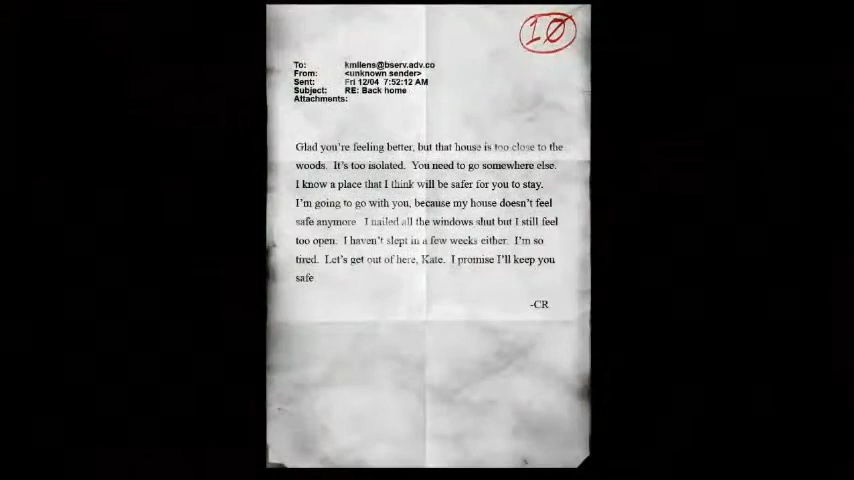 10
To: kmllens@bserv.adv.co
From: <unknown sender>
Sent: Fri 12/04 7:52:12 AM
Subject: RE: Back home
Attachments:
Glad you're feeling better, but that house is too close to the
woods. It's too isolated. You need to go somewhere else.
I know a place that I think will be safer for you to stay.
I'm going to go with you, because my house doesn't feel
safe anymore I nailed all the windows shut but I still feel
too open. I haven't slept in a few weeks either. I'm so
tired. Let's get out of here, Kate. I promise I'll keep you
safe
-CR